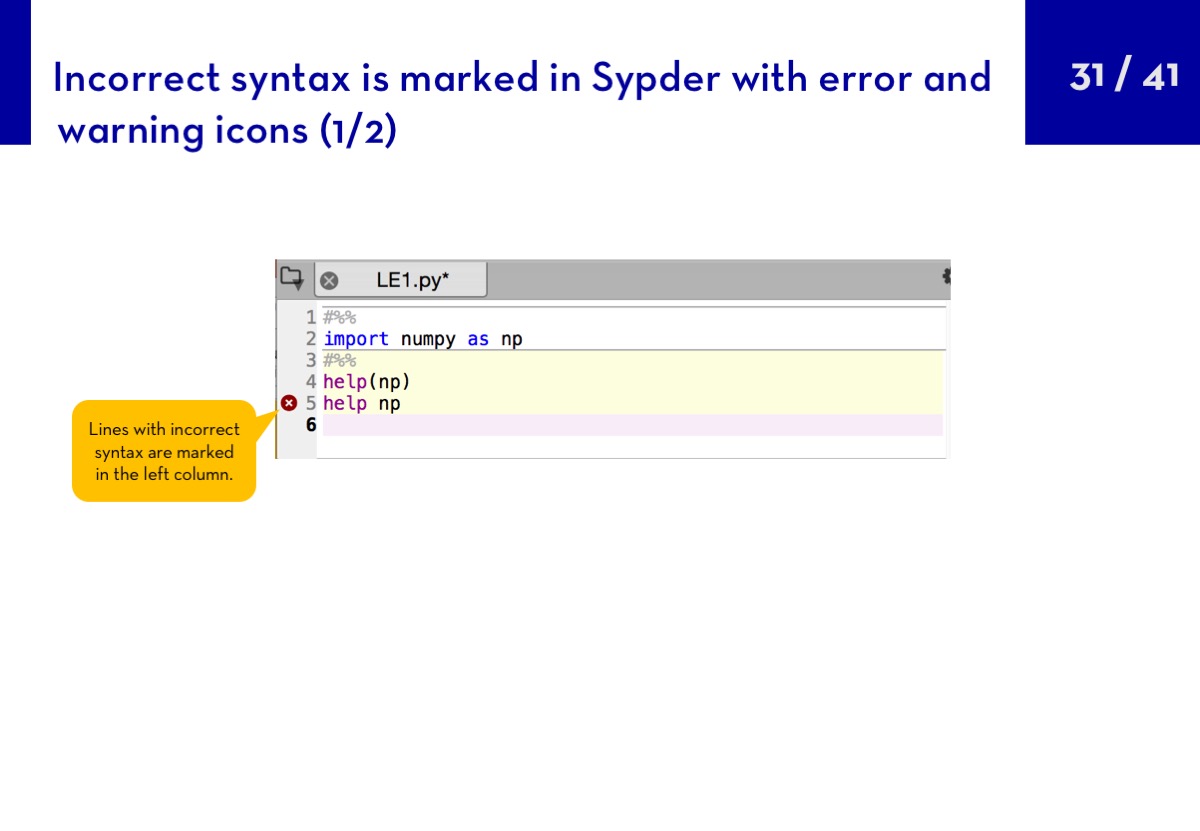 Incorrect syntax is marked in Sypder with error and
warning icons (1/2)
31 / 41
LE1.py*
1 #%%
2 import numpy as np
3 #%%
4 help(np)
5 help np
6
Lines with incorrect
syntax are marked
in the left column.